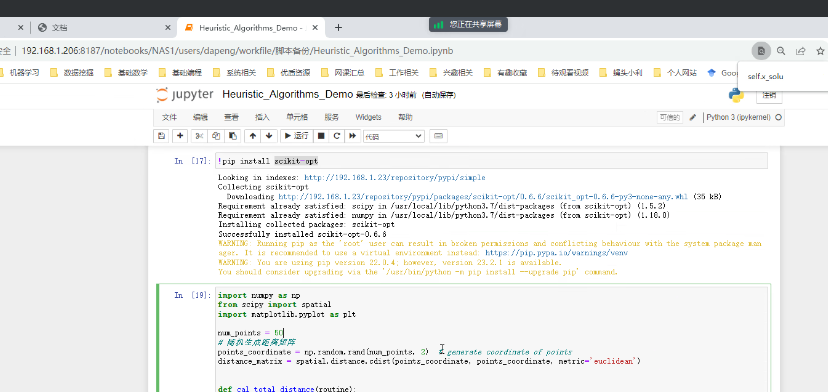 您正在共享屏幕
文档
Heuristic_Algorithms_Demo -
安全 | 192.168.1.206:8187/notebooks/NAS1/users/dapeng/workfile/脚本备份/Heuristic_Algorithms_Demo.ipynb
机器学习 数据挖掘 基础数学 基础编程 系统相关 优质资源 网课汇总 工作相关 兴趣相关 有趣收藏 待观看视频 罐头小利 个人网站 Goo
self.x_solu
jupyter Heuristic_Algorithms_Demo 最后检查: 3 小时前 (自动保存) 注销
文件 编辑 查看 插入 单元格 服务 Widgets 帮助 可信的 Python 3 (ipykernel)
运行 代码
In [17]: !pip install scikit-opt
Looking in indexes: http://192.168.1.23/repository/pypi/simple
Collecting scikit-opt
Downloading http://192.168.1.23/repository/pypi/packages/scikit-opt/0.6.6/scikit_opt-0.6.6-py3-none-any.whl (35 kB)
Requirement already satisfied: scipy in /usr/local/lib/python3.7/dist-packages (from scikit-opt) (1.5.2)
Requirement already satisfied: numpy in /usr/local/lib/python3.7/dist-packages (from scikit-opt) (1.18.0)
Installing collected packages: scikit-opt
Successfully installed scikit-opt-0.6.6
WARNING: Running pip as the 'root' user can result in broken permissions and conflicting behaviour with the system package man
ager. It is recommended to use a virtual environment instead: https://pip.pypa.io/warnings/venv
WARNING: You are using pip version 22.0.4; however, version 23.2.1 is available.
You should consider upgrading via the '/usr/bin/python -m pip install --upgrade pip' command.
In [19]: import numpy as np
from scipy import spatial
import matplotlib.pyplot as plt
num_points = 50
# 随机生成距离矩阵
points_coordinate = np.random.rand(num_points, 2) # generate coordinate of points
distance_matrix = spatial.distance.cdist(points_coordinate, points_coordinate, metric='euclidean')
def cal_total_distance(routine):